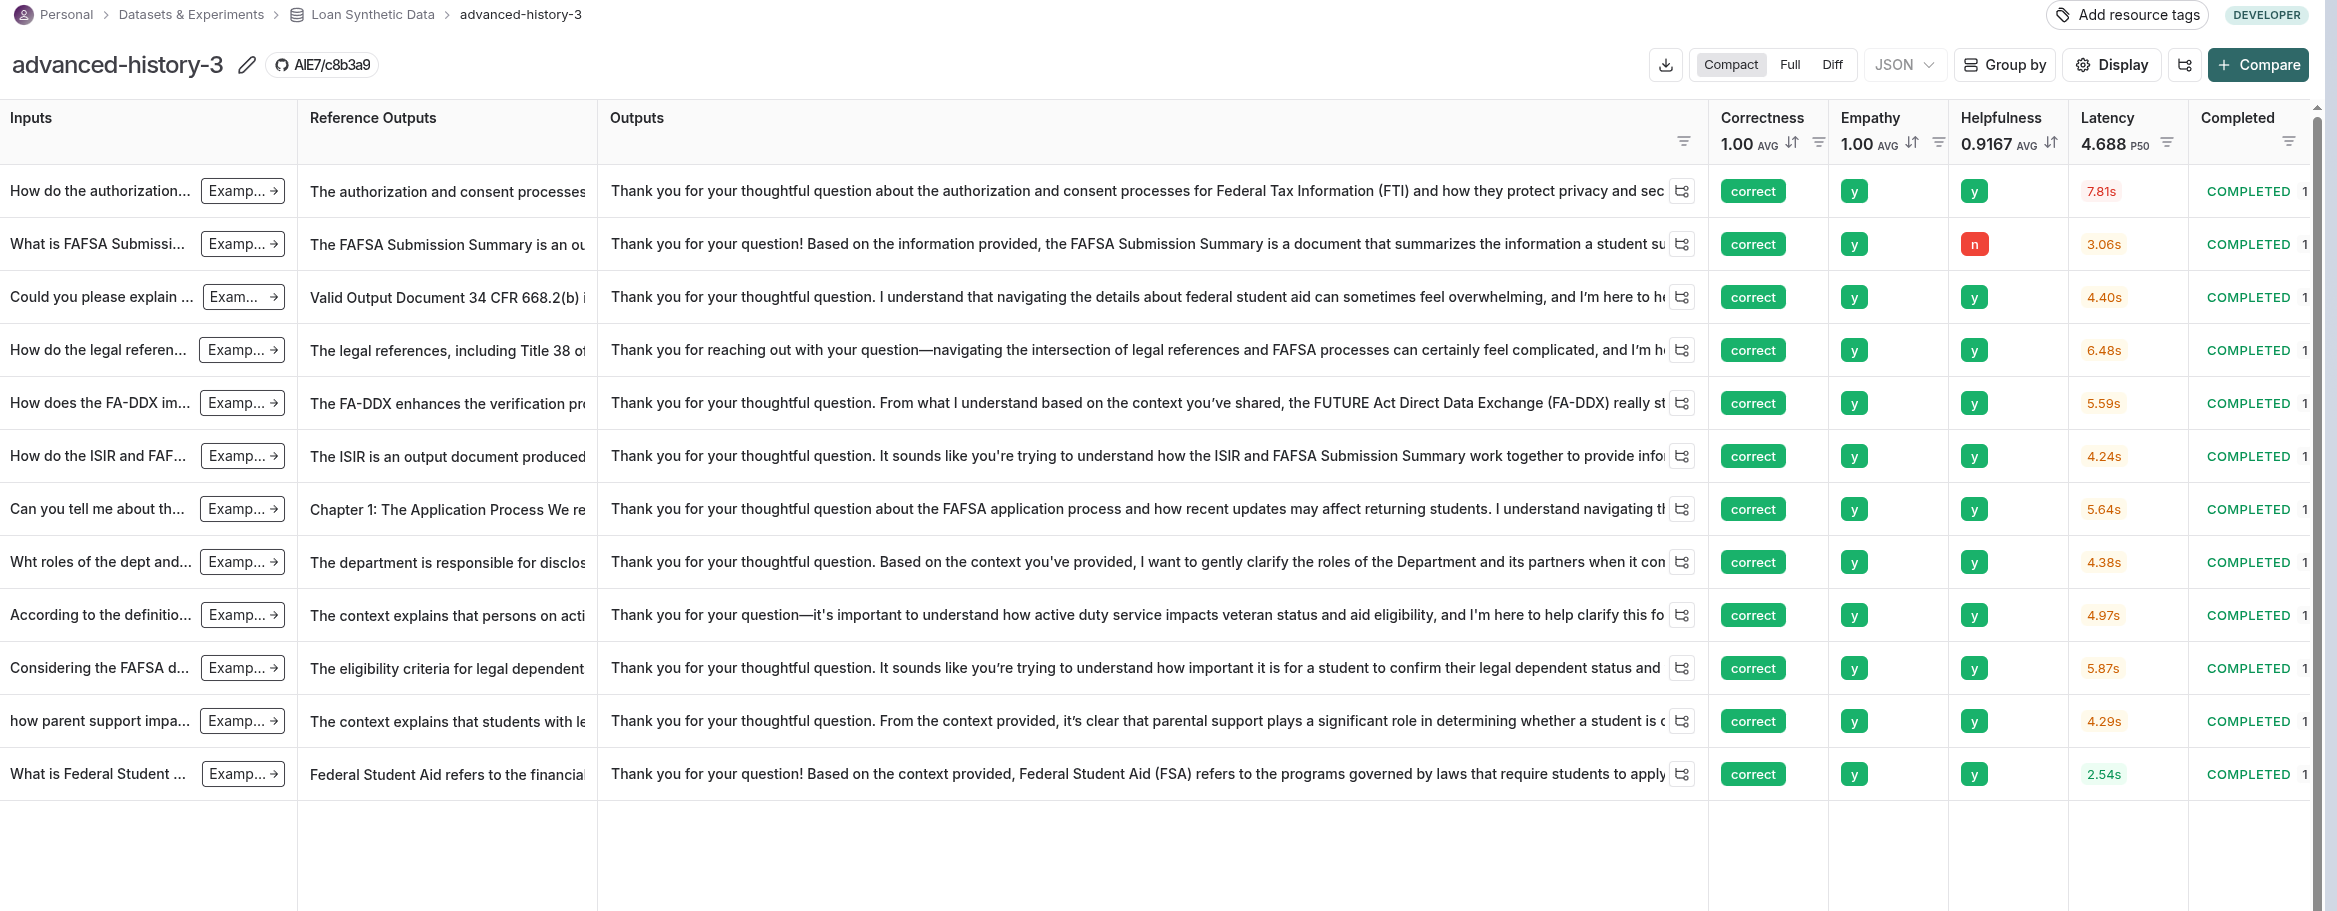 Personal > Datasets & Experiments > Loan Synthetic Data > advanced-history-3 Add resource tags DEVELOPER
advanced-history-3 AIE7/c8b3a9 Compact Full Diff JSON Group by Display + Compare
Inputs Reference Outputs Outputs Correctness Empathy Helpfulness Latency Completed
1.00 AVG 1.00 AVG 0.9167 AVG 4.688 P50
How do the authorization... Examp... → The authorization and consent processes Thank you for your thoughtful question about the authorization and consent processes for Federal Tax Information (FTI) and how they protect privacy and sec correct y y 7.81s COMPLETED 1
What is FAFSA Submissi... Examp... → The FAFSA Submission Summary is an ou Thank you for your question! Based on the information provided, the FAFSA Submission Summary is a document that summarizes the information a student su correct y n 3.06s COMPLETED 1
Could you please explain ... Exam... → Valid Output Document 34 CFR 668.2(b) i Thank you for your thoughtful question. I understand that navigating the details about federal student aid can sometimes feel overwhelming, and I’m here to he correct y y 4.40s COMPLETED 1
How do the legal referen... Examp... → The legal references, including Title 38 of Thank you for reaching out with your question—navigating the intersection of legal references and FAFSA processes can certainly feel complicated, and I’m he correct y y 6.48s COMPLETED 1
How does the FA-DDX im... Examp... → The FA-DDX enhances the verification pro Thank you for your thoughtful question. From what I understand based on the context you’ve shared, the FUTURE Act Direct Data Exchange (FA-DDX) really st correct y y 5.59s COMPLETED 1
How do the ISIR and FAF... Examp... → The ISIR is an output document produced Thank you for your thoughtful question. It sounds like you're trying to understand how the ISIR and FAFSA Submission Summary work together to provide infor correct y y 4.24s COMPLETED 1
Can you tell me about th... Examp... → Chapter 1: The Application Process We re Thank you for your thoughtful question about the FAFSA application process and how recent updates may affect returning students. I understand navigating th correct y y 5.64s COMPLETED 1
Wht roles of the dept and... Examp... → The department is responsible for disclos Thank you for your thoughtful question. Based on the context you've provided, I want to gently clarify the roles of the Department and its partners when it com correct y y 4.38s COMPLETED 1
According to the definitio... Examp... → The context explains that persons on acti Thank you for your question—it's important to understand how active duty service impacts veteran status and aid eligibility, and I'm here to help clarify this fo correct y y 4.97s COMPLETED 1
Considering the FAFSA d... Examp... → The eligibility criteria for legal dependent Thank you for your thoughtful question. It sounds like you’re trying to understand how important it is for a student to confirm their legal dependent status and correct y y 5.87s COMPLETED 1
how parent support impa... Examp... → The context explains that students with le Thank you for your thoughtful question. From the context provided, it’s clear that parental support plays a significant role in determining whether a student is correct y y 4.29s COMPLETED 1
What is Federal Student ... Examp... → Federal Student Aid refers to the financial Thank you for your question! Based on the context provided, Federal Student Aid (FSA) refers to the programs governed by laws that require students to apply correct y y 2.54s COMPLETED 1